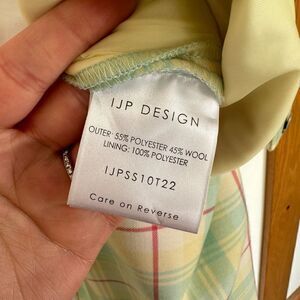 IJP DESIGN
OUTER: 55% POLYESTER 45% WOOL
LINING: 100% POLYESTER
IJPSS10T22
Care on Reverse